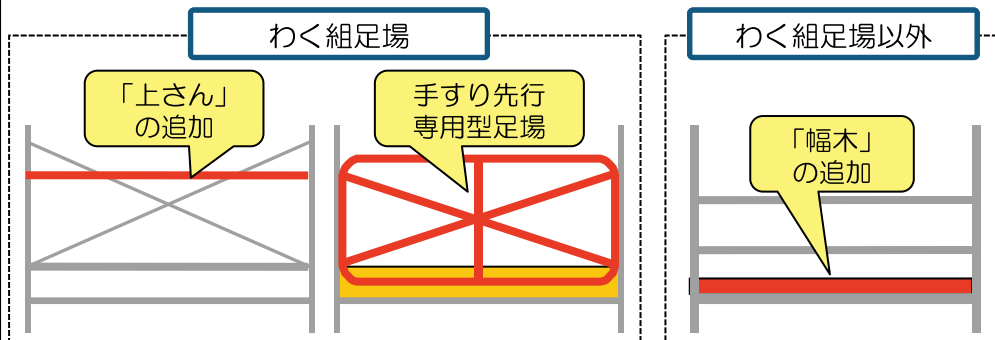 わく組足場
「上さん」
の追加
手すり先行
専用型足場
わく組足場以外
「幅木」
の追加